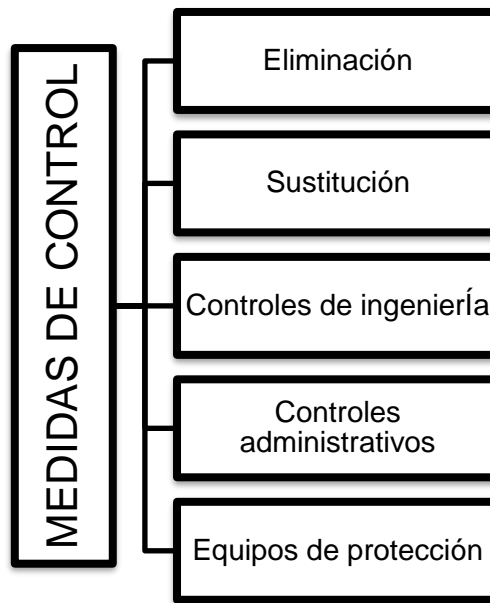 MEDIDAS DE CONTROL
Eliminación
Sustitución
Controles de ingenierÍa
Controles
administrativos
Equipos de protección